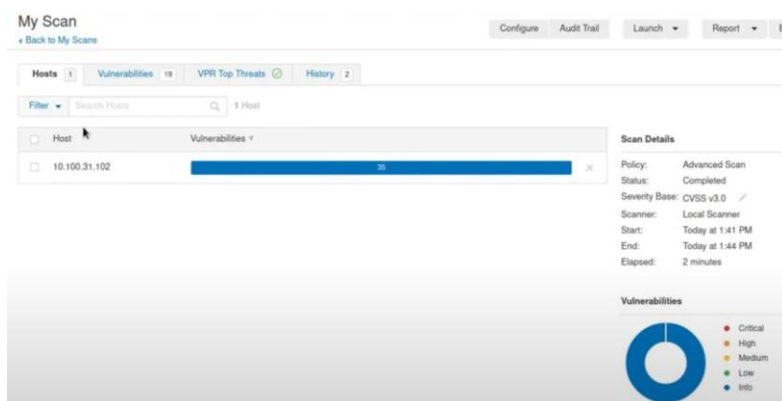 My Scan
‹ Back to My Scans
Configure Audit Trail Launch Report
Hosts 1 Vulnerabilities 19 VPR Top Threats History 2
Filter Search Hosts 1 Host
Host Vulnerabilities
10.100.31.102 35
Scan Details
Policy: Advanced Scan
Status: Completed
Severity Base: CVSS v3.0
Scanner: Local Scanner
Start: Today at 1:41 PM
End: Today at 1:44 PM
Elapsed: 2 minutes
Vulnerabilities
Critical
High
Medium
Low
Info